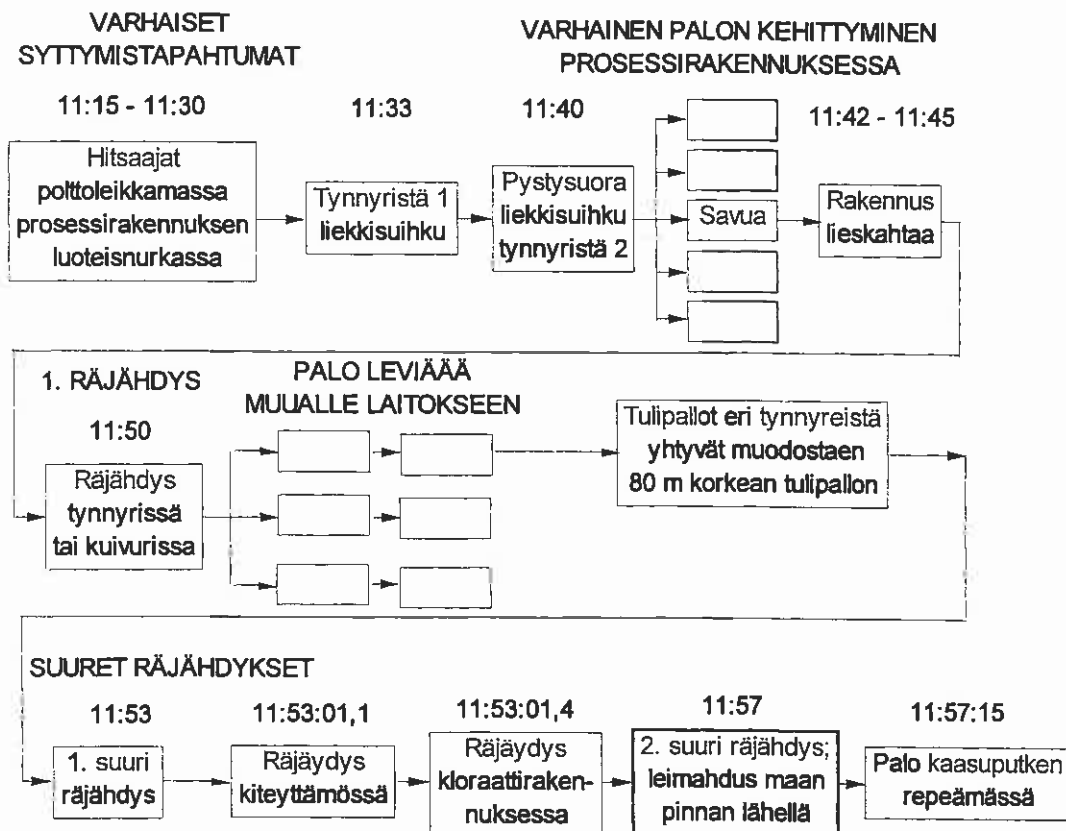 VARHAISET
SYTTYMISTAPAHTUMAT
VARHAINEN PALON KEHITTYMINEN
PROSESSIRAKENNUKSESSA
11:15 - 11:30
11:33
11:40
11:42 - 11:45
Hitsaajat
polttoleikkamassa
prosessirakennuksen
luoteisnurkassa
Tynnyristä 1
liekkisuihku
Pystysuora
liekkisuihku
tynnyristä 2
Savua
Rakennus
lieskahtaa
1. RÄJÄHDYS
PALO LEVIÄÄÄ
MUUALLE LAITOKSEEN
11:50
Räjähdys
tynnyrissä
tai kuivurissa
Tulipallot eri tynnyreistä
yhtyvät muodostaen
80 m korkean tulipallon
SUURET RÄJÄHDYKSET
11:53
11:53:01,1
11:53:01,4
11:57
11:57:15
1. suuri
räjähdys
Räjäydys
kiteyttämössä
Räjäydys
kloraattiraken-
nuksessa
2. suuri räjähdys;
leimahdus maan
pinnan lähellä
Palo kaasuputken
repeämässä